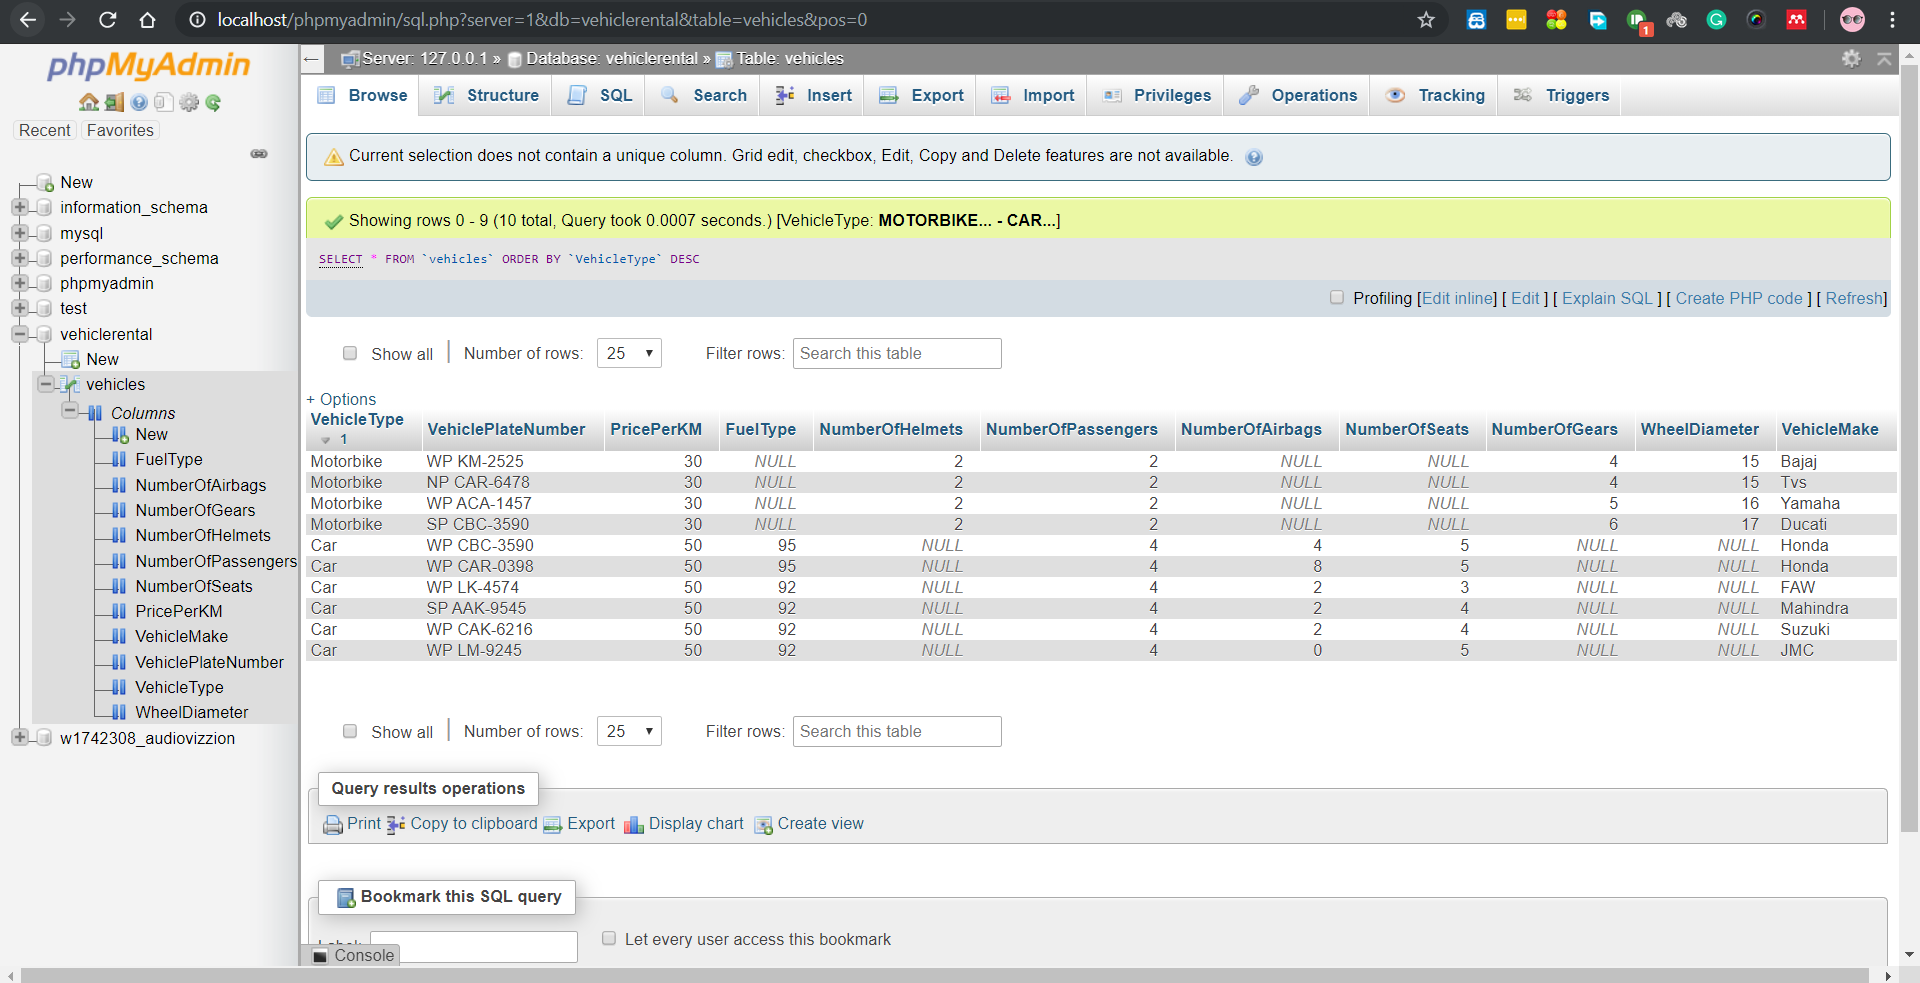 localhost/phpmyadmin/sql.php?server=1&db=vehiclerental&table=vehicles&pos=0
1
phpMyAdmin
Recent Favorites
New
information_schema
mysql
performance_schema
phpmyadmin
test
vehiclerental
New
vehicles
Columns
New
FuelType
NumberOfAirbags
NumberOfGears
NumberOfHelmets
NumberOfPassengers
NumberOfSeats
PricePerKM
VehicleMake
VehiclePlateNumber
VehicleType
WheelDiameter
w1742308_audiovizzion
Server: 127.0.0.1 » Database: vehiclerental » Table: vehicles
Browse Structure SQL Search Insert Export Import Privileges Operations Tracking Triggers
Current selection does not contain a unique column. Grid edit, checkbox, Edit, Copy and Delete features are not available.
Showing rows 0 - 9 (10 total, Query took 0.0007 seconds.) [VehicleType: MOTORBIKE... - CAR...]
SELECT * FROM `vehicles` ORDER BY `VehicleType` DESC
Profiling [Edit inline] [ Edit ] [ Explain SQL ] [ Create PHP code ] [ Refresh]
Show all | Number of rows: 25 Filter rows: Search this table
+ Options
VehicleType 1 VehiclePlateNumber PricePerKM FuelType NumberOfHelmets NumberOfPassengers NumberOfAirbags NumberOfSeats NumberOfGears WheelDiameter VehicleMake
Motorbike WP KM-2525 30 NULL 2 2 NULL NULL 4 15 Bajaj
Motorbike NP CAR-6478 30 NULL 2 2 NULL NULL 4 15 Tvs
Motorbike WP ACA-1457 30 NULL 2 2 NULL NULL 5 16 Yamaha
Motorbike SP CBC-3590 30 NULL 2 2 NULL NULL 6 17 Ducati
Car WP CBC-3590 50 95 NULL 4 4 5 NULL NULL Honda
Car WP CAR-0398 50 95 NULL 4 8 5 NULL NULL Honda
Car WP LK-4574 50 92 NULL 4 2 3 NULL NULL FAW
Car SP AAK-9545 50 92 NULL 4 2 4 NULL NULL Mahindra
Car WP CAK-6216 50 92 NULL 4 2 4 NULL NULL Suzuki
Car WP LM-9245 50 92 NULL 4 0 5 NULL NULL JMC
Show all | Number of rows: 25 Filter rows: Search this table
Query results operations
Print Copy to clipboard Export Display chart Create view
Bookmark this SQL query
Let every user access this bookmark
Console